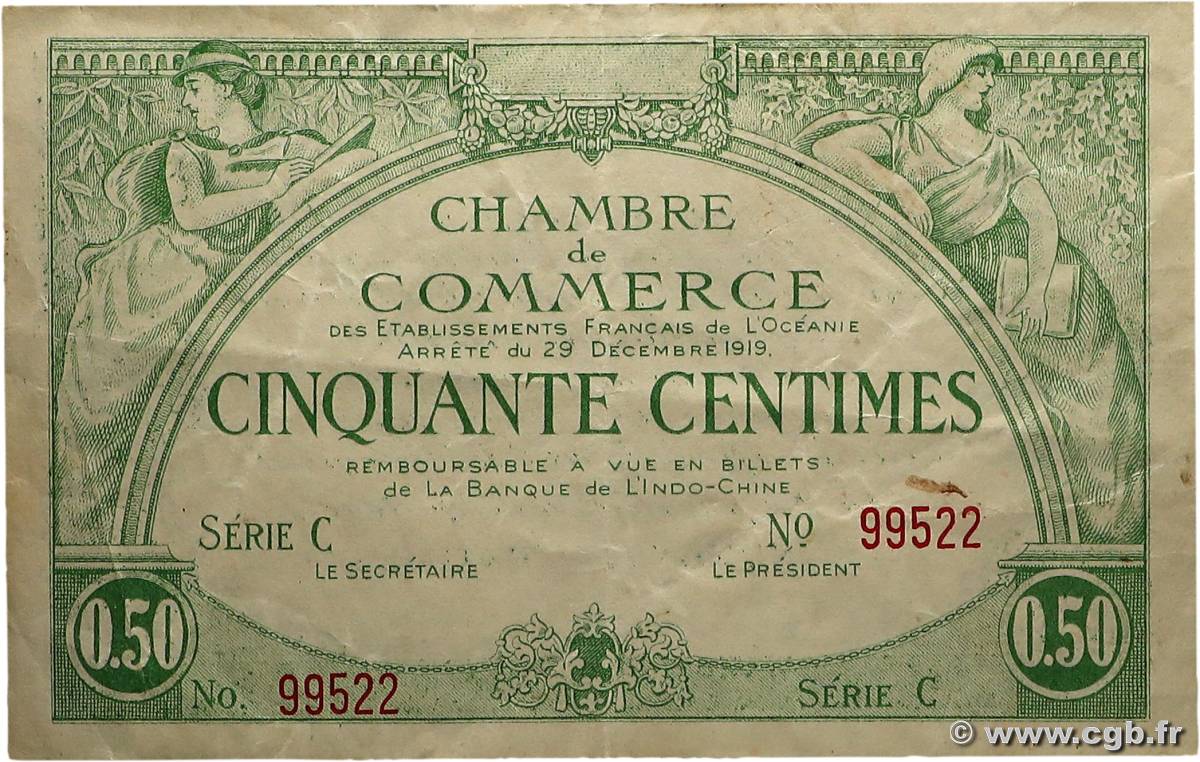 CHAMBRE
de
COMMERCE
DES ETABLISSEMENTS FRANÇAIS de L'OCÉANIE
ARRÊTÉ du 29 DÉCEMBRE 1919.
CINQUANTE CENTIMES
REMBOURSABLE À VUE EN BILLETS
de LA BANQUE de L'INDO-CHINE
SÉRIE C
No 99522
LE SECRÉTAIRE
LE PRÉSIDENT
0.50
0.50
No. 99522
SÉRIE C
© www.cgb.fr